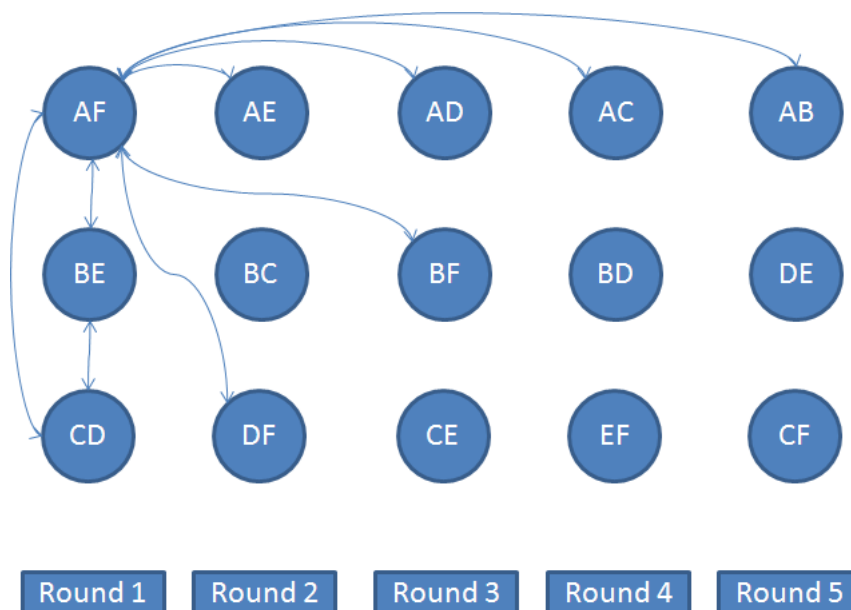 AF AE AD AC AB
BE BC BF BD DE
CD DF CE EF CF
Round 1 Round 2 Round 3 Round 4 Round 5